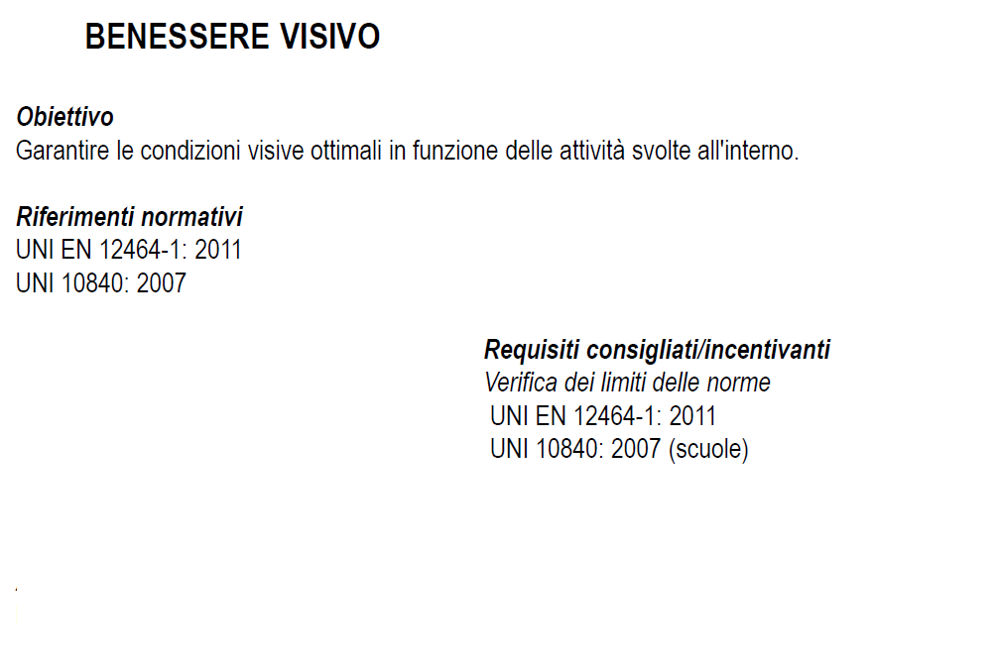 BENESSERE VISIVO
Obiettivo
Garantire le condizioni visive ottimali in funzione delle attività svolte all'interno.
Riferimenti normativi
UNI EN 12464-1: 2011
UNI 10840: 2007
Requisiti consigliati/incentivanti
Verifica dei limiti delle norme
UNI EN 12464-1: 2011
UNI 10840: 2007 (scuole)